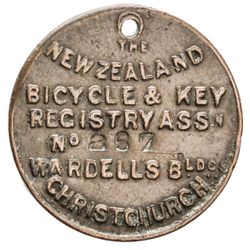 THE
NEW ZEALAND
BICYCLE & KEY
REGISTRY ASSN
No 267
WARDELLS BLDG
CHRISTCHURCH